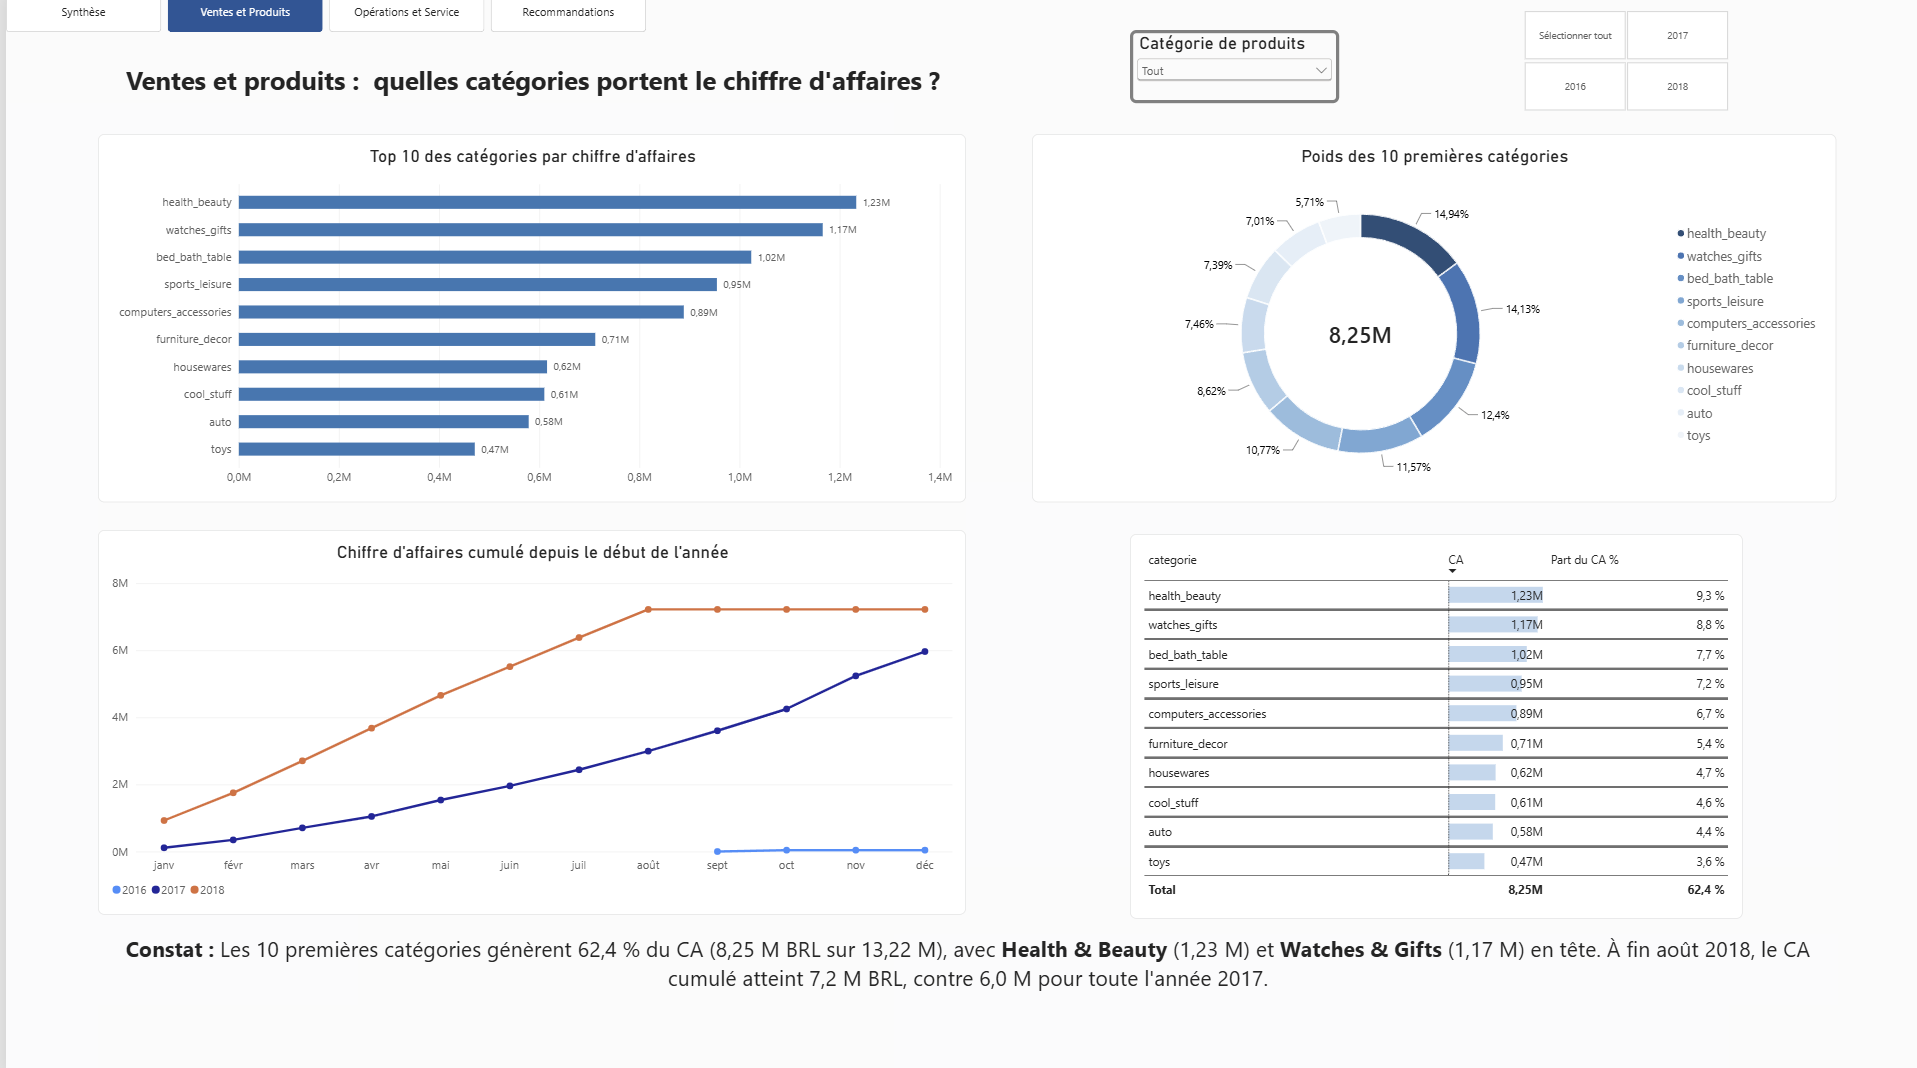 Synthèse
Ventes et Produits
Opérations et Service
Recommandations
Ventes et produits :  quelles catégories portent le chiffre d'affaires ?
Catégorie de produits
Tout
Sélectionner tout
2017
2016
2018
Top 10 des catégories par chiffre d'affaires
health_beauty 1,23M
watches_gifts 1,17M
bed_bath_table 1,02M
sports_leisure 0,95M
computers_accessories 0,89M
furniture_decor 0,71M
housewares 0,62M
cool_stuff 0,61M
auto 0,58M
toys 0,47M
0,0M 0,2M 0,4M 0,6M 0,8M 1,0M 1,2M 1,4M
Poids des 10 premières catégories
14,94%
14,13%
12,4%
11,57%
10,77%
8,62%
7,46%
7,39%
7,01%
5,71%
8,25M
health_beauty
watches_gifts
bed_bath_table
sports_leisure
computers_accessories
furniture_decor
housewares
cool_stuff
auto
toys
Chiffre d'affaires cumulé depuis le début de l'année
8M
6M
4M
2M
0M
janv févr mars avr mai juin juil août sept oct nov déc
2016 2017 2018
categorie CA Part du CA %
health_beauty 1,23M 9,3 %
watches_gifts 1,17M 8,8 %
bed_bath_table 1,02M 7,7 %
sports_leisure 0,95M 7,2 %
computers_accessories 0,89M 6,7 %
furniture_decor 0,71M 5,4 %
housewares 0,62M 4,7 %
cool_stuff 0,61M 4,6 %
auto 0,58M 4,4 %
toys 0,47M 3,6 %
Total 8,25M 62,4 %
Constat : Les 10 premières catégories génèrent 62,4 % du CA (8,25 M BRL sur 13,22 M), avec Health & Beauty (1,23 M) et Watches & Gifts (1,17 M) en tête. À fin août 2018, le CA
cumulé atteint 7,2 M BRL, contre 6,0 M pour toute l'année 2017.